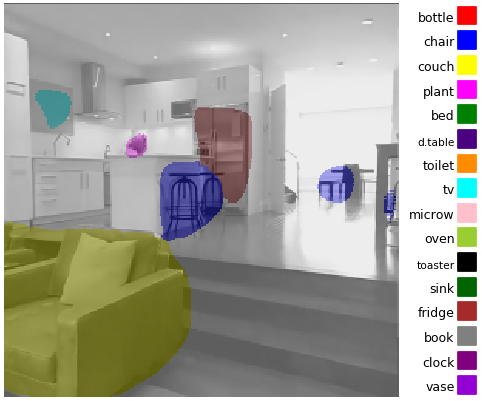 bottle
chair
couch
plant
bed
d.table
toilet
tv
microw
oven
toaster
sink
fridge
book
clock
vase